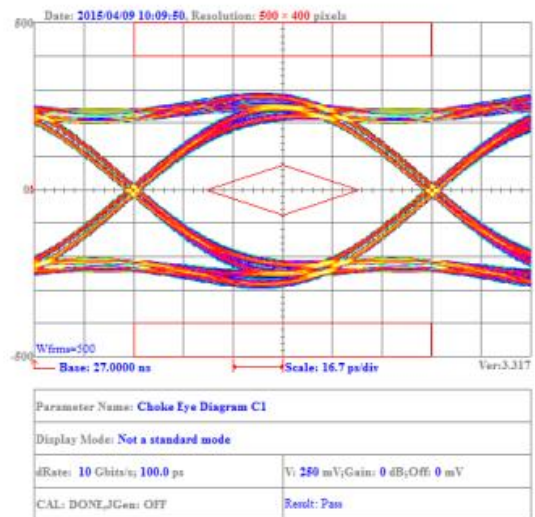 Date: 2015/04/09 10:09:50, Resolution: 500 × 400 pixels
500
0
-500
Wfrms=500
Base: 27.0000 ns
Scale: 16.7 ps/div
Ver:3.317
Parameter Name: Choke Eye Diagram C1
Display Mode: Not a standard mode
dRate: 10 Gbits/s; 100.0 ps
V: 250 mV;Gain: 0 dB;Off: 0 mV
CAL: DONE,JGen: OFF
Result: Pass